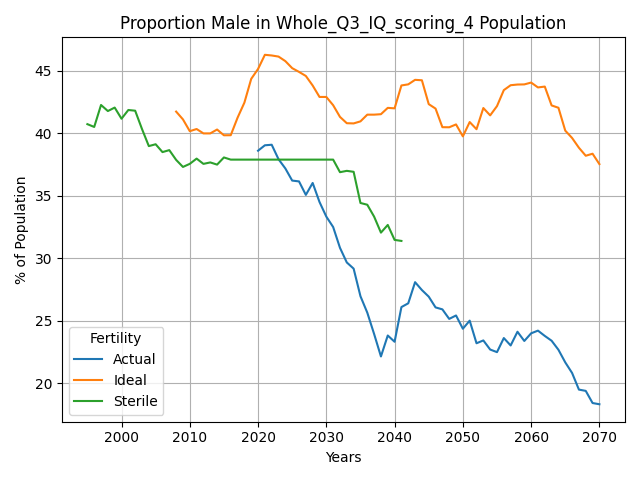 Proportion Male in Whole_Q3_IQ_scoring_4 Population
% of Population
45
40
35
30
25
20
Fertility
Actual
Ideal
Sterile
2000 2010 2020 2030 2040 2050 2060 2070
Years